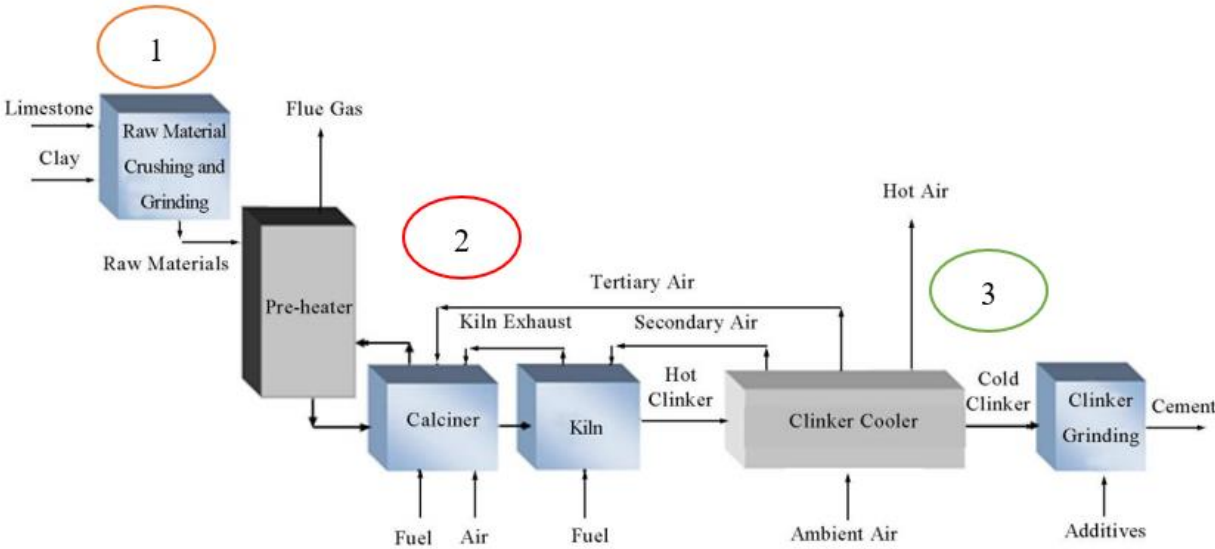 1
Limestone
Clay
Raw Material
Crushing and
Grinding
Raw Materials
Flue Gas
Pre-heater
2
Tertiary Air
Kiln Exhaust
Secondary Air
Calciner
Fuel
Air
Kiln
Fuel
Hot
Clinker
Hot Air
3
Clinker Cooler
Ambient Air
Cold
Clinker
Clinker
Grinding
Cement
Additives